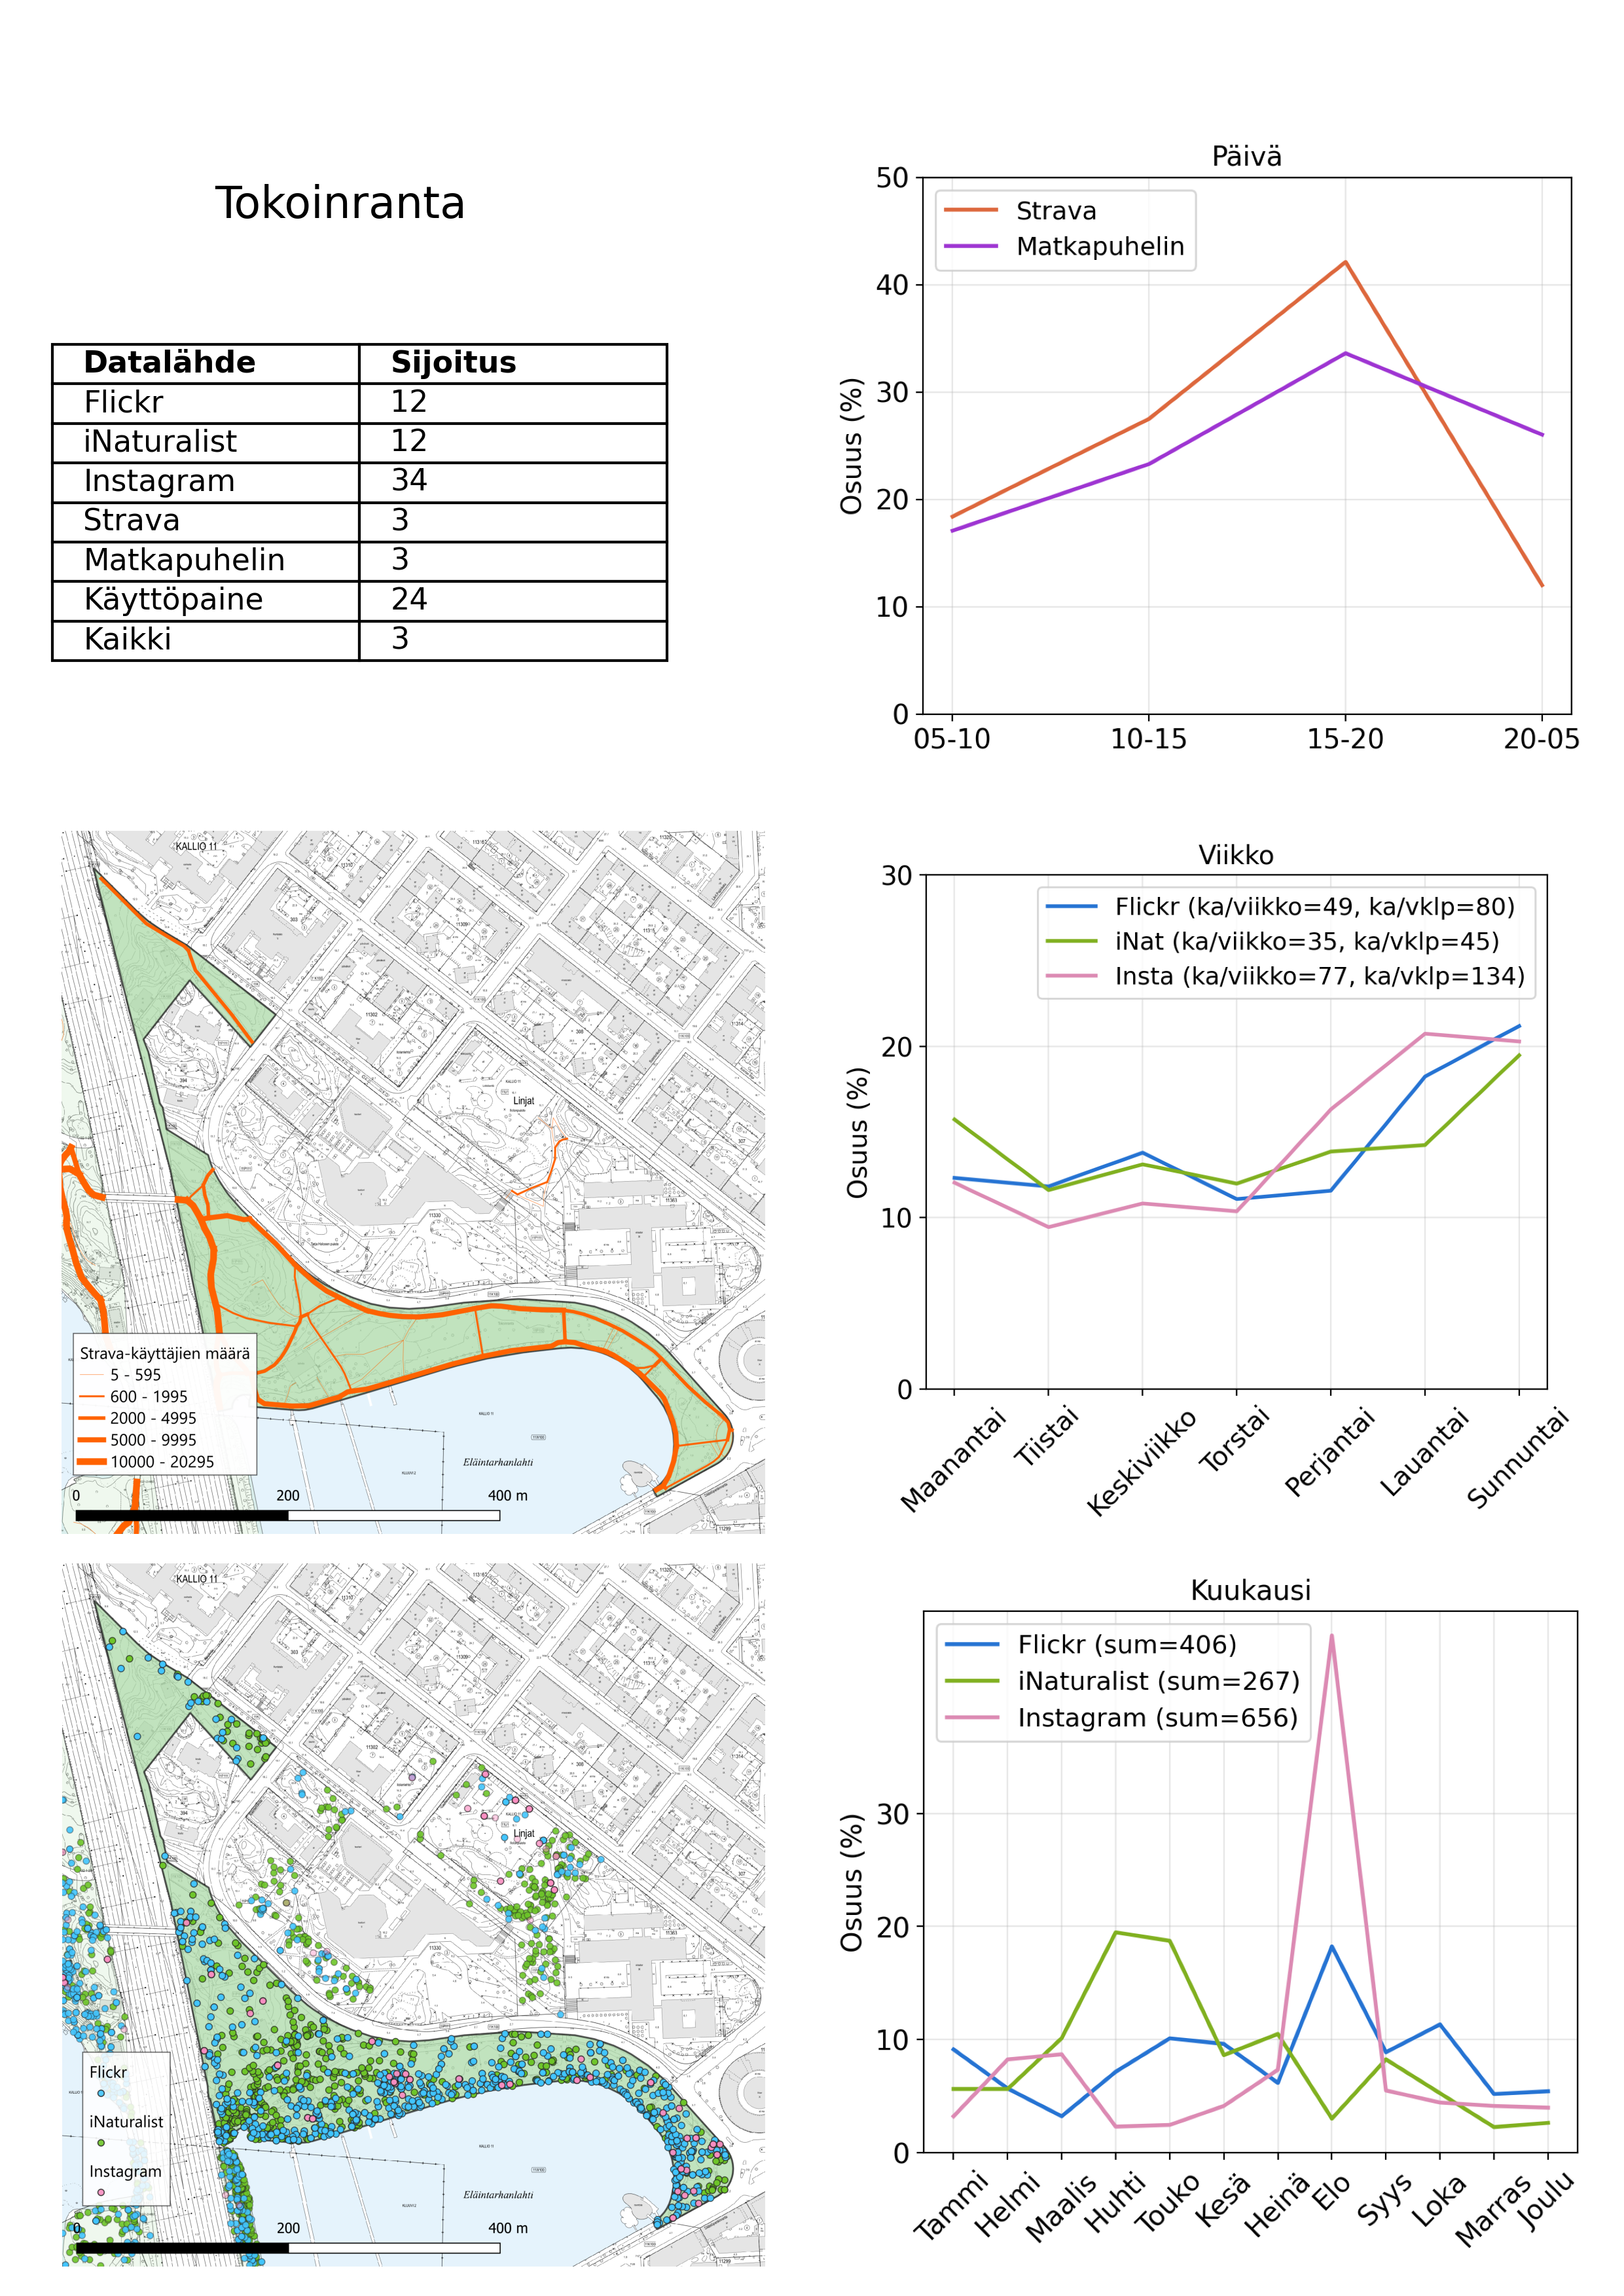 Tokoinranta
Datalähde Sijoitus
Flickr 12
iNaturalist 12
Instagram 34
Strava 3
Matkapuhelin 3
Käyttöpaine 24
Kaikki 3
Päivä
Strava
Matkapuhelin
Osuus (%)
50
40
30
20
10
0
05-10 10-15 15-20 20-05
KALLIO 11
Linjat
Eläintarhanlahti
Strava-käyttäjien määrä
5 - 595
600 - 1995
2000 - 4995
5000 - 9995
10000 - 20295
0 200 400 m
Viikko
Flickr (ka/viikko=49, ka/vklp=80)
iNat (ka/viikko=35, ka/vklp=45)
Insta (ka/viikko=77, ka/vklp=134)
Osuus (%)
30
20
10
0
Maanantai Tiistai Keskiviikko Torstai Perjantai Lauantai Sunnuntai
KALLIO 11
Linjat
Eläintarhanlahti
Flickr
iNaturalist
Instagram
0 200 400 m
Kuukausi
Flickr (sum=406)
iNaturalist (sum=267)
Instagram (sum=656)
Osuus (%)
30
20
10
0
Tammi Helmi Maalis Huhti Touko Kesä Heinä Elo Syys Loka Marras Joulu